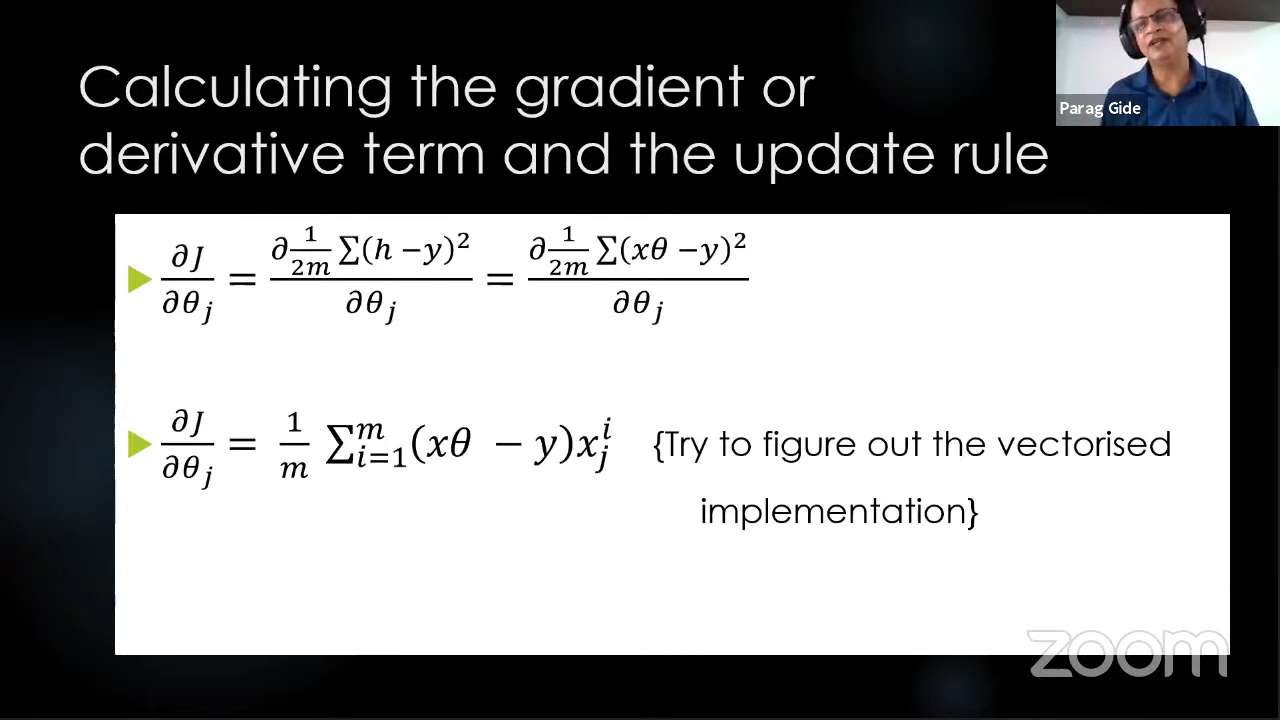 Calculating the gradient or
derivative term and the update rule
Parag Gide
∂J/∂θ_j = ∂ 1/2m ∑(h − y)² / ∂θ_j = ∂ 1/2m ∑(xθ − y)² / ∂θ_j
∂J/∂θ_j = 1/m ∑_{i=1}^{m} (xθ − y)x_j^i {Try to figure out the vectorised
implementation}
zoom